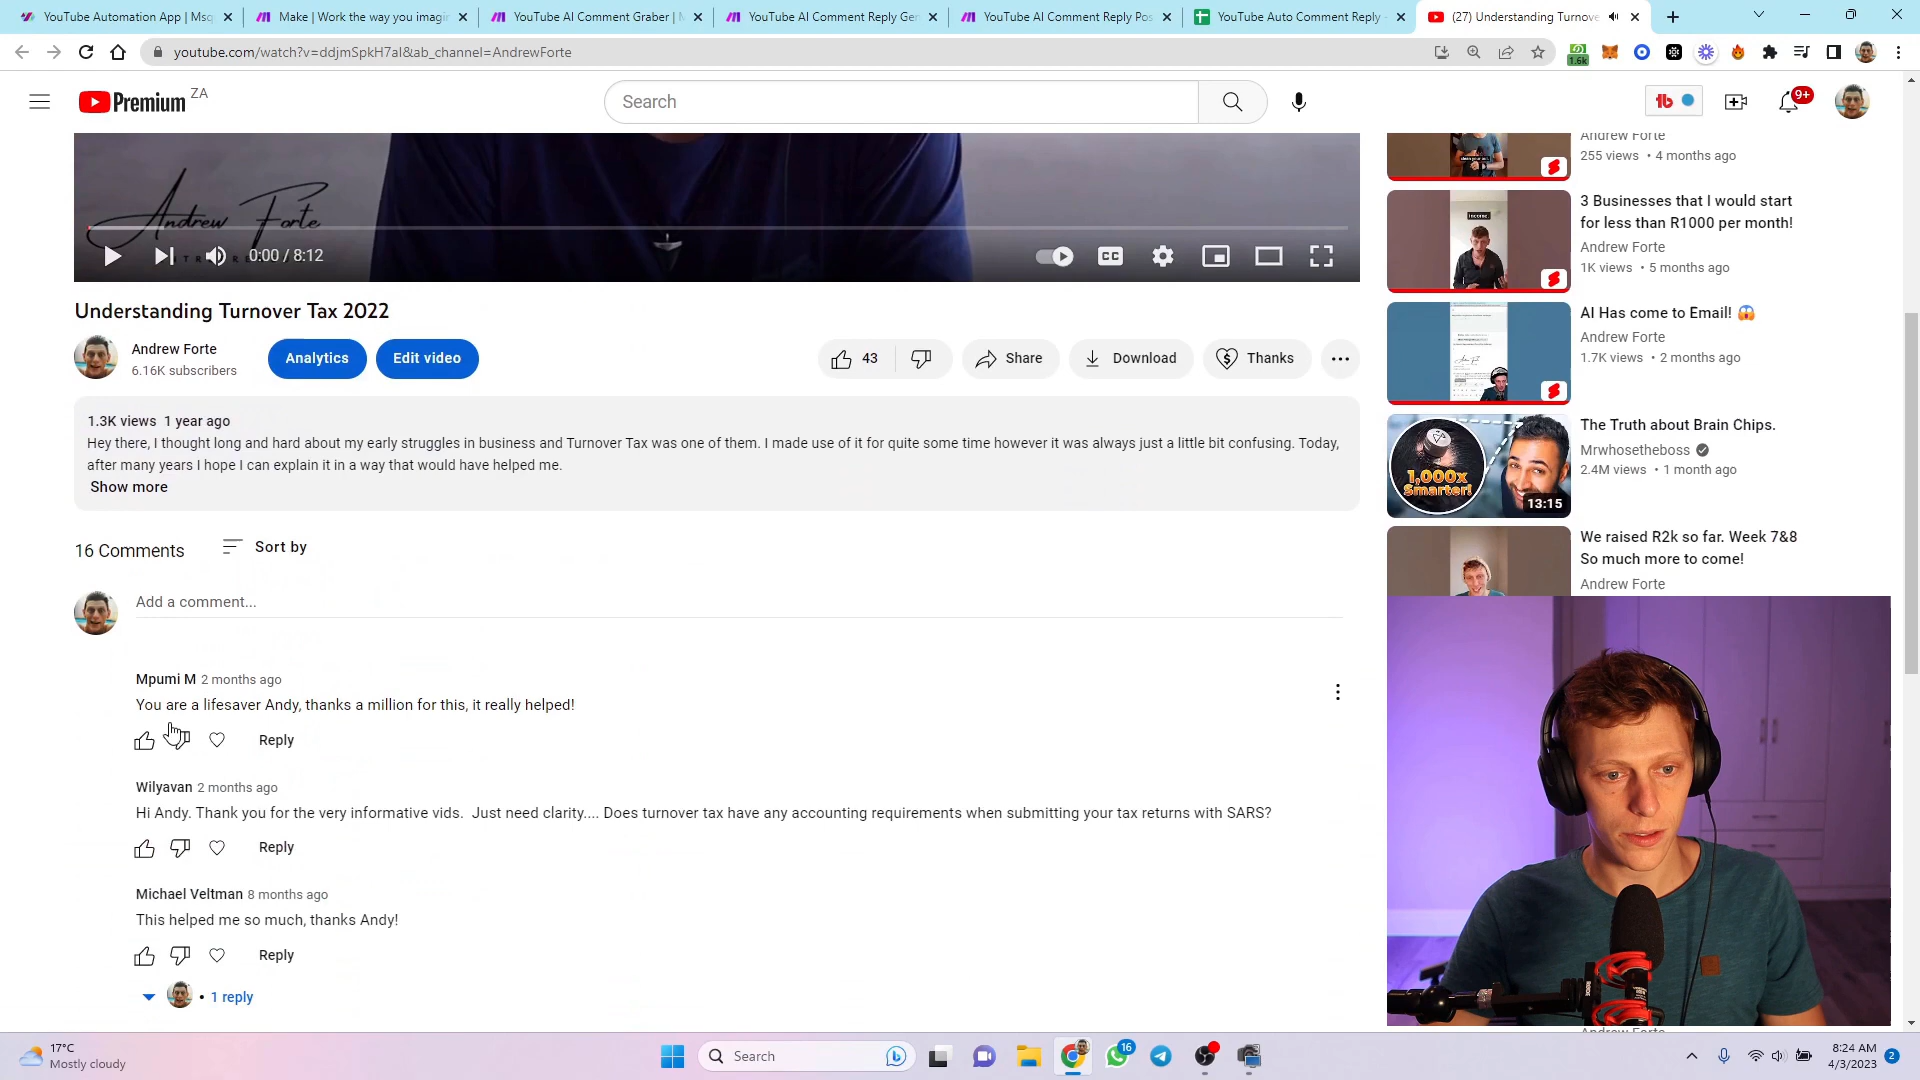 YouTube Automation App | Msq
Make | Work the way you imagin
YouTube AI Comment Graber | M
YouTube AI Comment Reply Gen
YouTube AI Comment Reply Pos
YouTube Auto Comment Reply -
(27) Understanding Turnove
youtube.com/watch?v=ddjmSpkH7aI&ab_channel=AndrewForte
1.6k
Premium ZA
Search
9+
Andrew Forte
0:00 / 8:12
CC
Understanding Turnover Tax 2022
Andrew Forte
6.16K subscribers
Analytics
Edit video
43
Share
Download
Thanks
1.3K views 1 year ago
Hey there, I thought long and hard about my early struggles in business and Turnover Tax was one of them. I made use of it for quite some time however it was always just a little bit confusing. Today,
after many years I hope I can explain it in a way that would have helped me.
Show more
16 Comments
Sort by
Add a comment...
Mpumi M 2 months ago
You are a lifesaver Andy, thanks a million for this, it really helped!
Reply
Wilyavan 2 months ago
Hi Andy. Thank you for the very informative vids. Just need clarity.... Does turnover tax have any accounting requirements when submitting your tax returns with SARS?
Reply
Michael Veltman 8 months ago
This helped me so much, thanks Andy!
Reply
• 1 reply
Andrew Forte
255 views • 4 months ago
income.
3 Businesses that I would start
for less than R1000 per month!
Andrew Forte
1K views • 5 months ago
AI Has come to Email! 😱
Andrew Forte
1.7K views • 2 months ago
1,000x
Smarter!
13:15
The Truth about Brain Chips.
Mrwhosetheboss
2.4M views • 1 month ago
We raised R2k so far. Week 7&8
So much more to come!
Andrew Forte
17°C
Mostly cloudy
Search
16
8:24 AM
4/3/2023
2